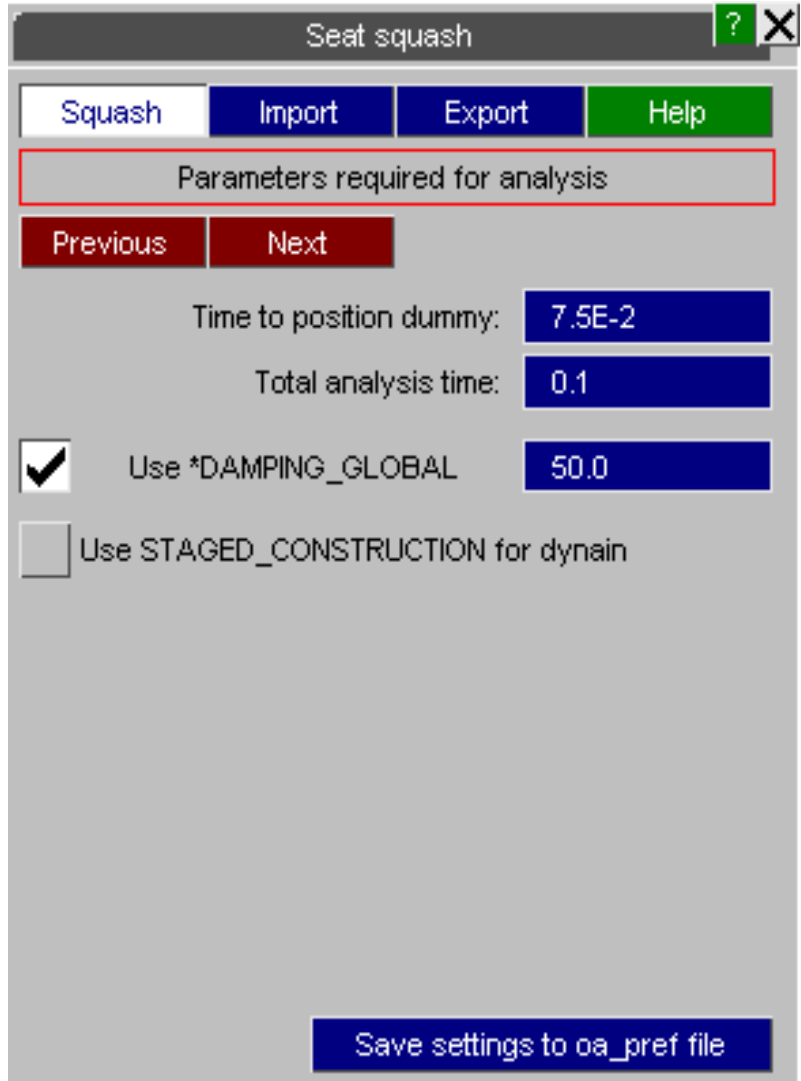 Seat squash ?
Squash Import Export Help
Parameters required for analysis
Previous Next
Time to position dummy: 7.5E-2
Total analysis time: 0.1
Use *DAMPING_GLOBAL 50.0
Use STAGED_CONSTRUCTION for dynain
Save settings to oa_pref file